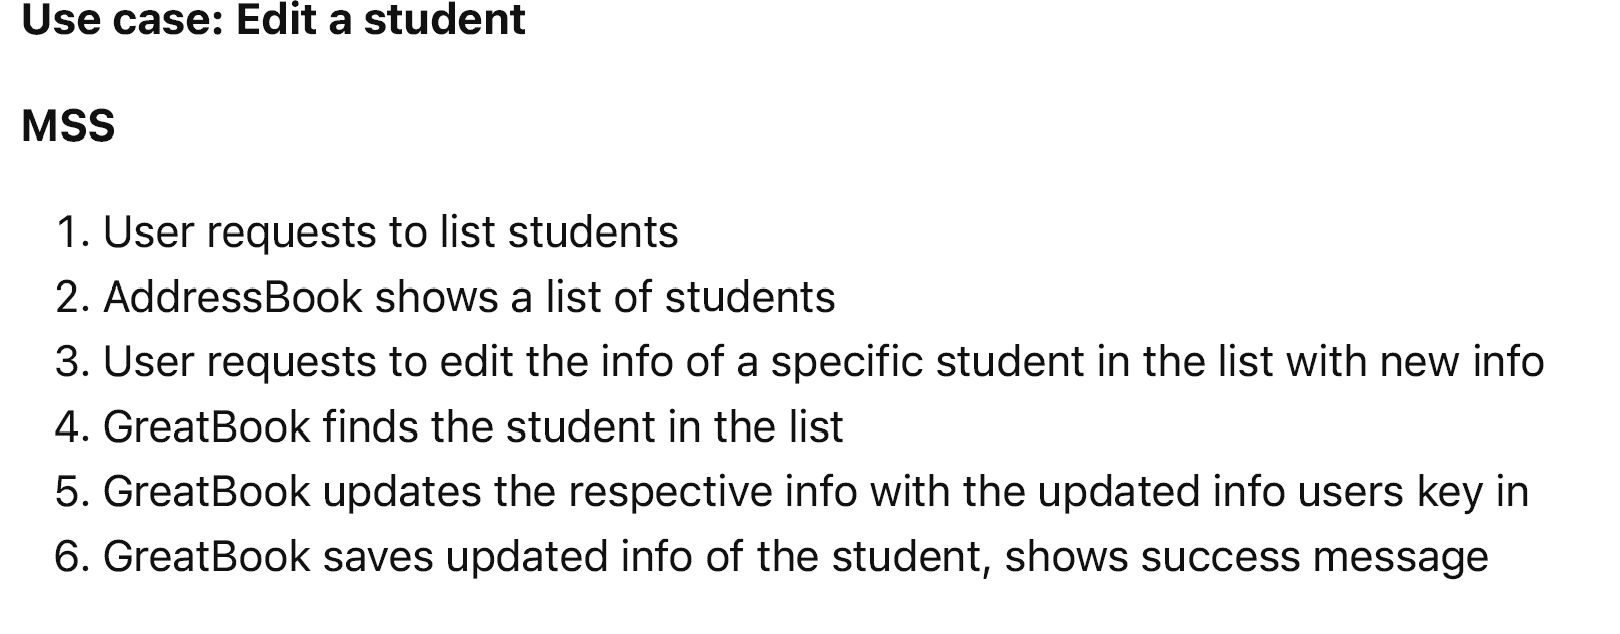 Use case: Edit a student
MSS
1. User requests to list students
2. AddressBook shows a list of students
3. User requests to edit the info of a specific student in the list with new info
4. GreatBook finds the student in the list
5. GreatBook updates the respective info with the updated info users key in
6. GreatBook saves updated info of the student, shows success message